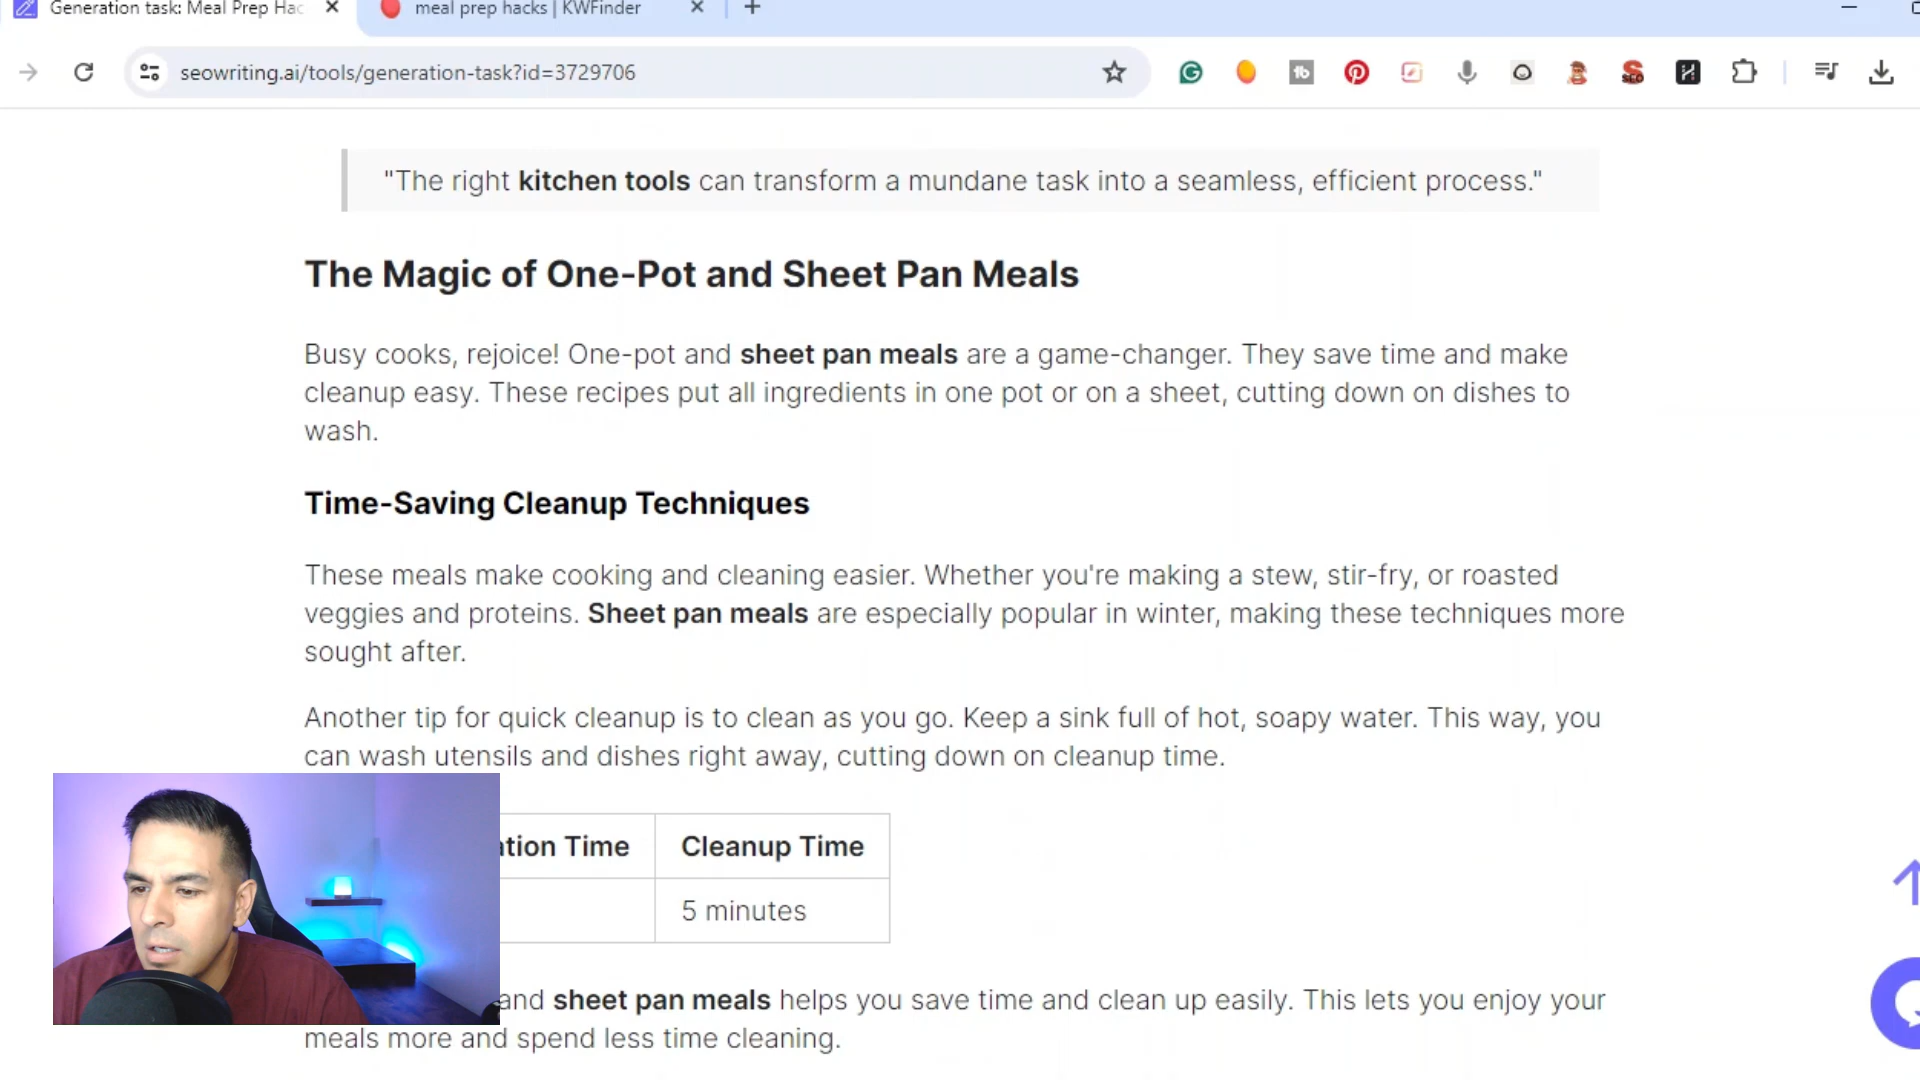 Generation task: Meal Prep Hac
meal prep hacks | KWFinder
seowriting.ai/tools/generation-task?id=3729706
"The right kitchen tools can transform a mundane task into a seamless, efficient process."
The Magic of One-Pot and Sheet Pan Meals
Busy cooks, rejoice! One-pot and sheet pan meals are a game-changer. They save time and make
cleanup easy. These recipes put all ingredients in one pot or on a sheet, cutting down on dishes to
wash.
Time-Saving Cleanup Techniques
These meals make cooking and cleaning easier. Whether you're making a stew, stir-fry, or roasted
veggies and proteins. Sheet pan meals are especially popular in winter, making these techniques more
sought after.
Another tip for quick cleanup is to clean as you go. Keep a sink full of hot, soapy water. This way, you
can wash utensils and dishes right away, cutting down on cleanup time.
ation Time
Cleanup Time
5 minutes
and sheet pan meals helps you save time and clean up easily. This lets you enjoy your
meals more and spend less time cleaning.